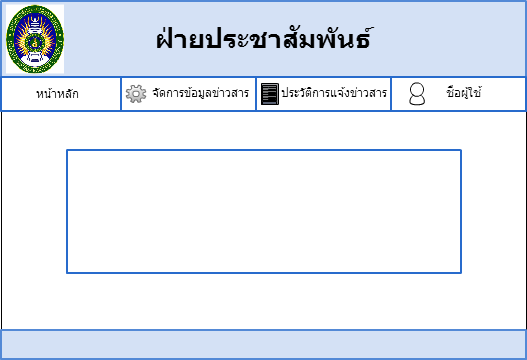 ฝ่ายประชาสัมพันธ์
หน้าหลัก
จัดการข้อมูลข่าวสาร
ประวัติการแจ้งข่าวสาร
ชื่อผู้ใช้